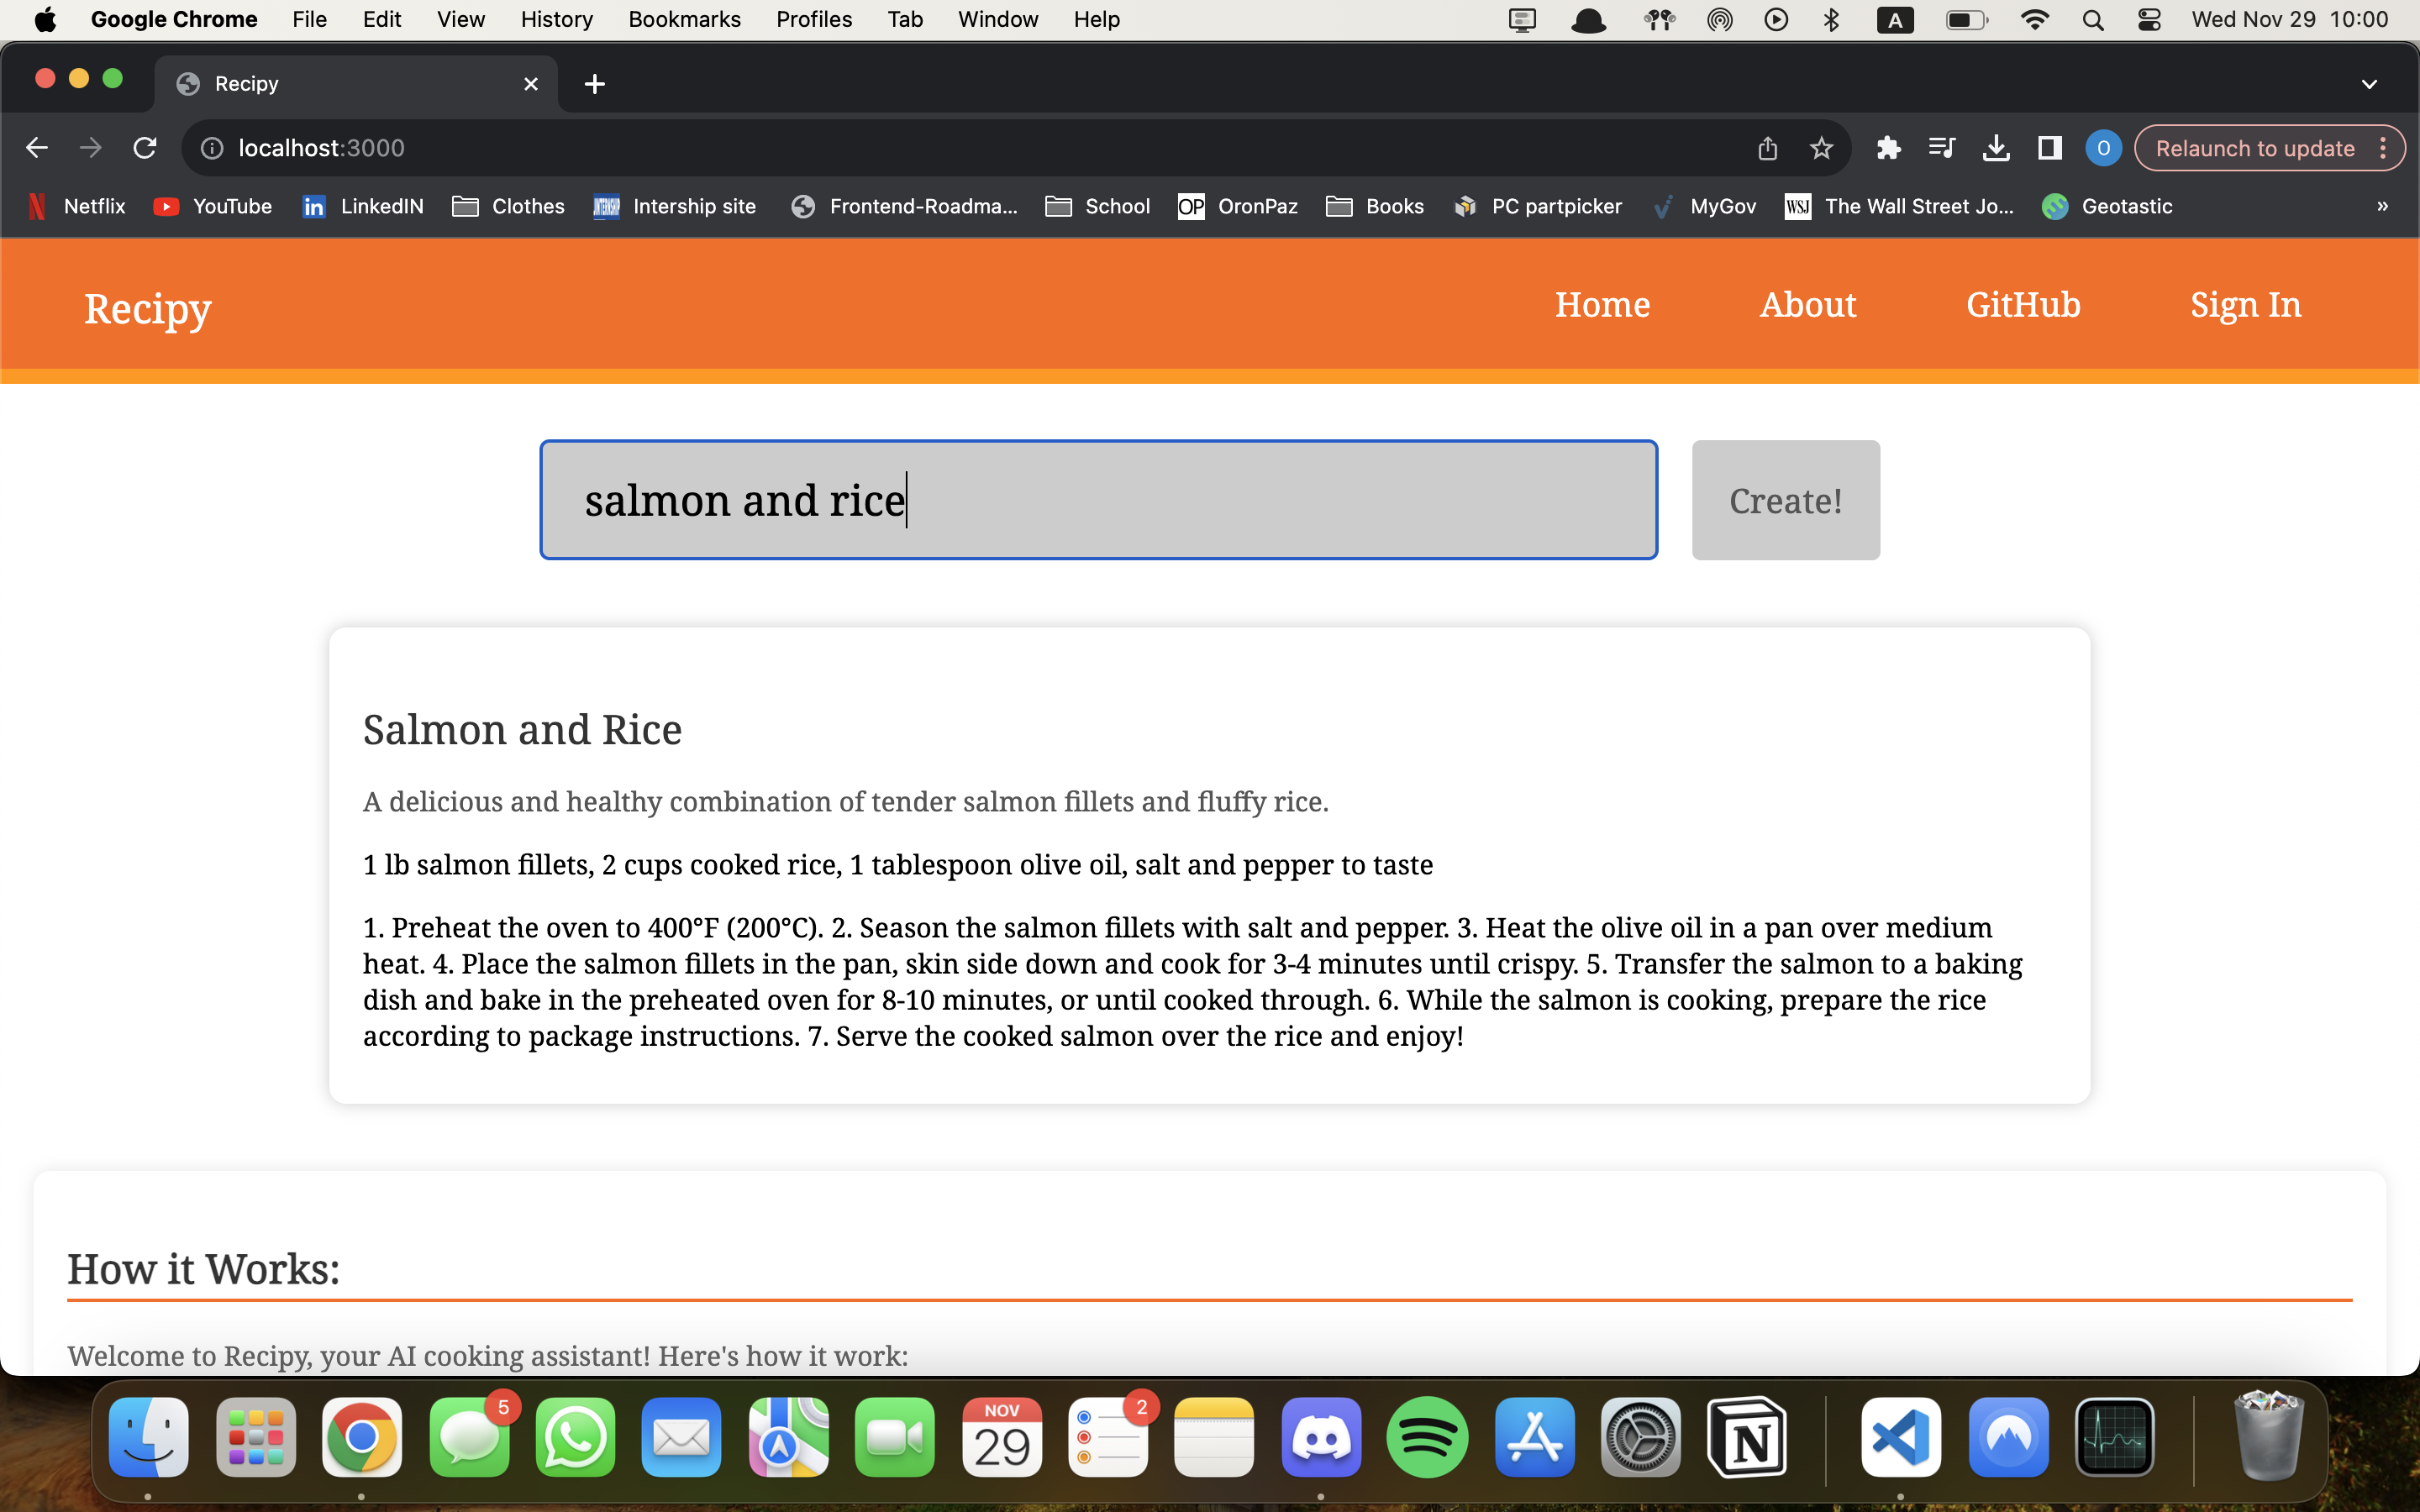 Google Chrome File Edit View History Bookmarks Profiles Tab Window Help A Wed Nov 29 10:00
Recipy
localhost:3000 O Relaunch to update
Netflix YouTube in LinkedIN Clothes Intership site Frontend-Roadma... School OP OronPaz Books PC partpicker MyGov WSJ The Wall Street Jo... Geotastic »
Recipy Home About GitHub Sign In
salmon and rice Create!
Salmon and Rice
A delicious and healthy combination of tender salmon fillets and fluffy rice.
1 lb salmon fillets, 2 cups cooked rice, 1 tablespoon olive oil, salt and pepper to taste
1. Preheat the oven to 400°F (200°C). 2. Season the salmon fillets with salt and pepper. 3. Heat the olive oil in a pan over medium
heat. 4. Place the salmon fillets in the pan, skin side down and cook for 3-4 minutes until crispy. 5. Transfer the salmon to a baking
dish and bake in the preheated oven for 8-10 minutes, or until cooked through. 6. While the salmon is cooking, prepare the rice
according to package instructions. 7. Serve the cooked salmon over the rice and enjoy!
How it Works:
Welcome to Recipy, your AI cooking assistant! Here's how it work:
5 NOV 2
29 N